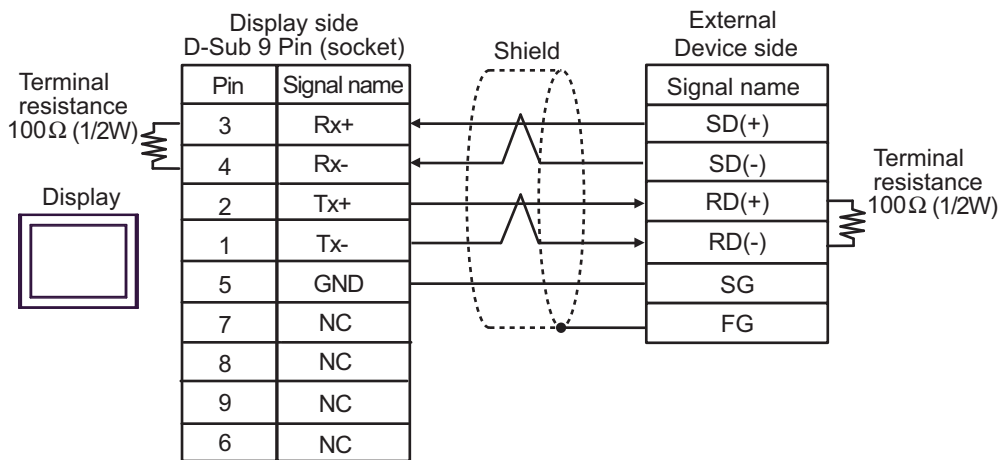 Display side
D-Sub 9 Pin (socket)
Shield
External
Device side
Terminal
resistance
100Ω (1/2W)
Pin Signal name
Signal name
3 Rx+
SD(+)
4 Rx-
SD(-)
Terminal
resistance
100Ω (1/2W)
Display
2 Tx+
RD(+)
1 Tx-
RD(-)
5 GND
SG
7 NC
FG
8 NC
9 NC
6 NC